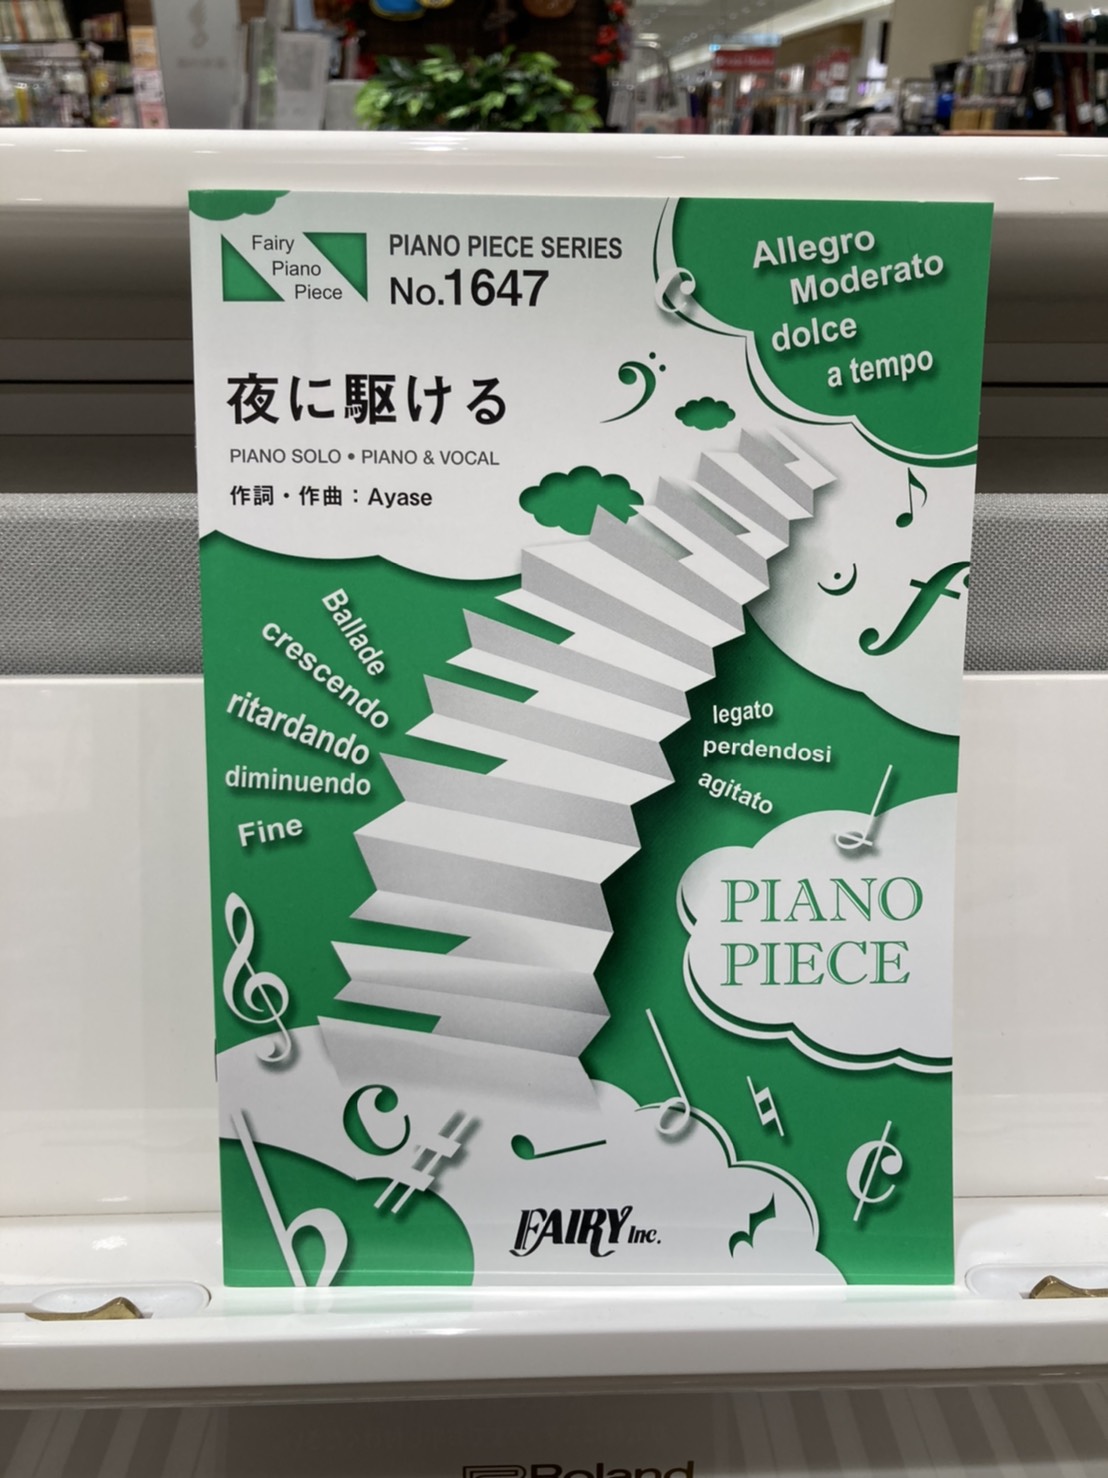 Fairy
Piano
Piece
PIANO PIECE SERIES
No.1647
Allegro
Moderato
dolce
a tempo
夜に駆ける
PIANO SOLO • PIANO & VOCAL
作詞・作曲：Ayase
Ballade
crescendo
ritardando
diminuendo
Fine
legato
perdendosi
agitato
PIANO
PIECE
FAIRY Inc.
Roland